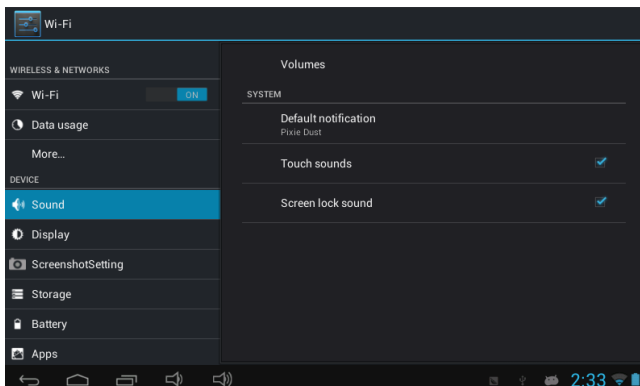 Wi-Fi
WIRELESS & NETWORKS
Wi-Fi ON
Data usage
More...
DEVICE
Sound
Display
ScreenshotSetting
Storage
Battery
Apps
Volumes
SYSTEM
Default notification
Pixie Dust
Touch sounds
Screen lock sound
2:33